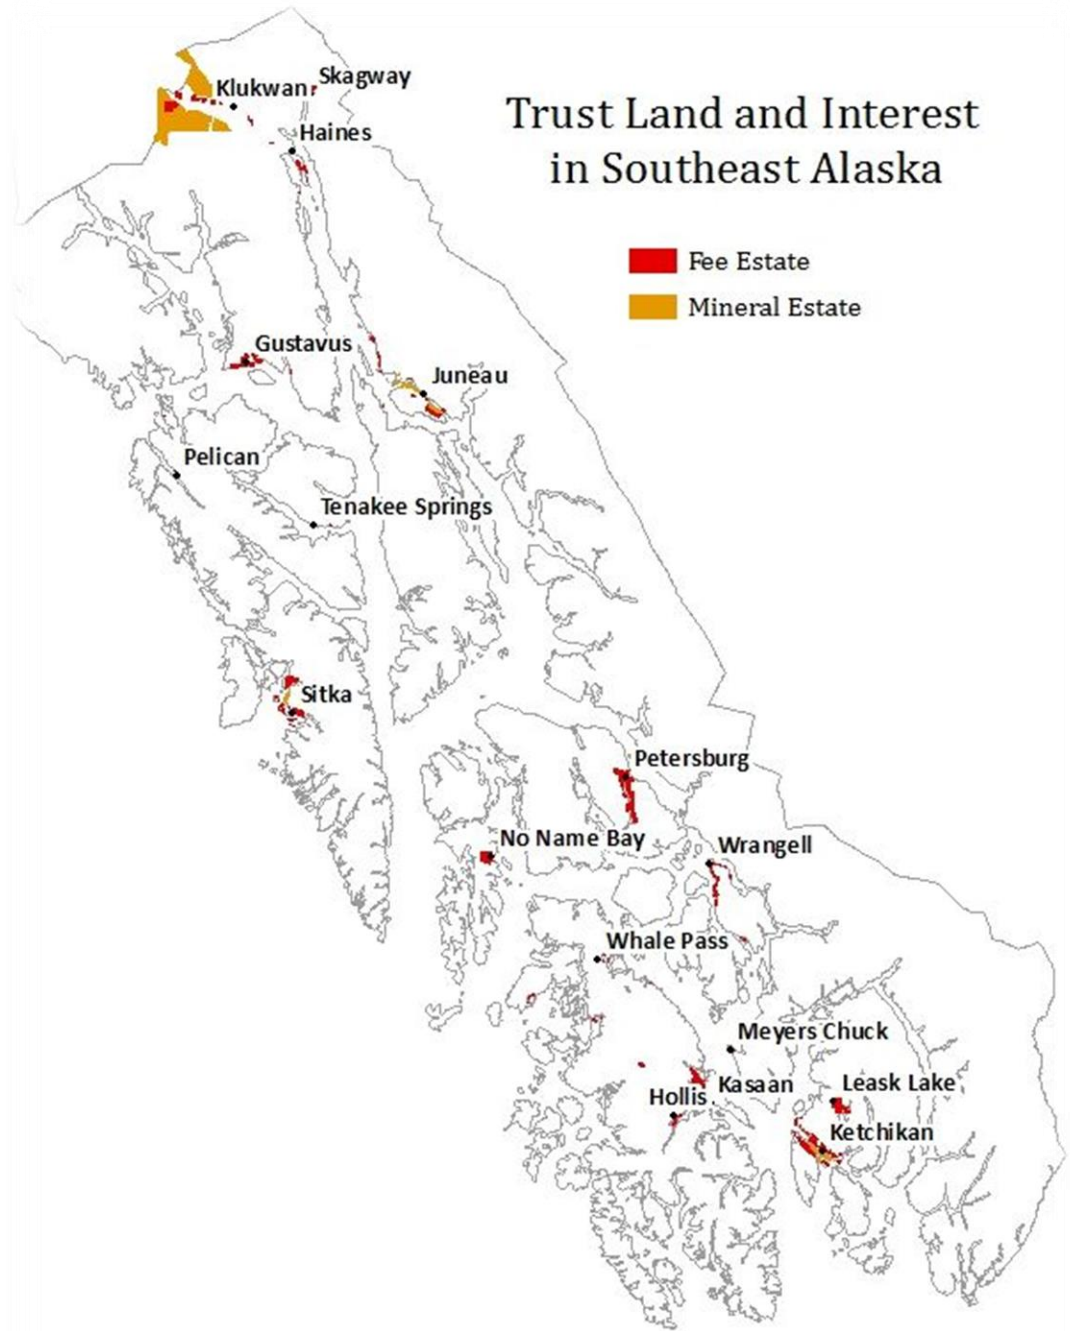 Trust Land and Interest
in Southeast Alaska
Fee Estate
Mineral Estate
Skagway
Klukwan
Haines
Gustavus
Juneau
Pelican
Tenakee Springs
Sitka
Petersburg
No Name Bay
Wrangell
Whale Pass
Meyers Chuck
Kasaan
Leask Lake
Hollis
Ketchikan